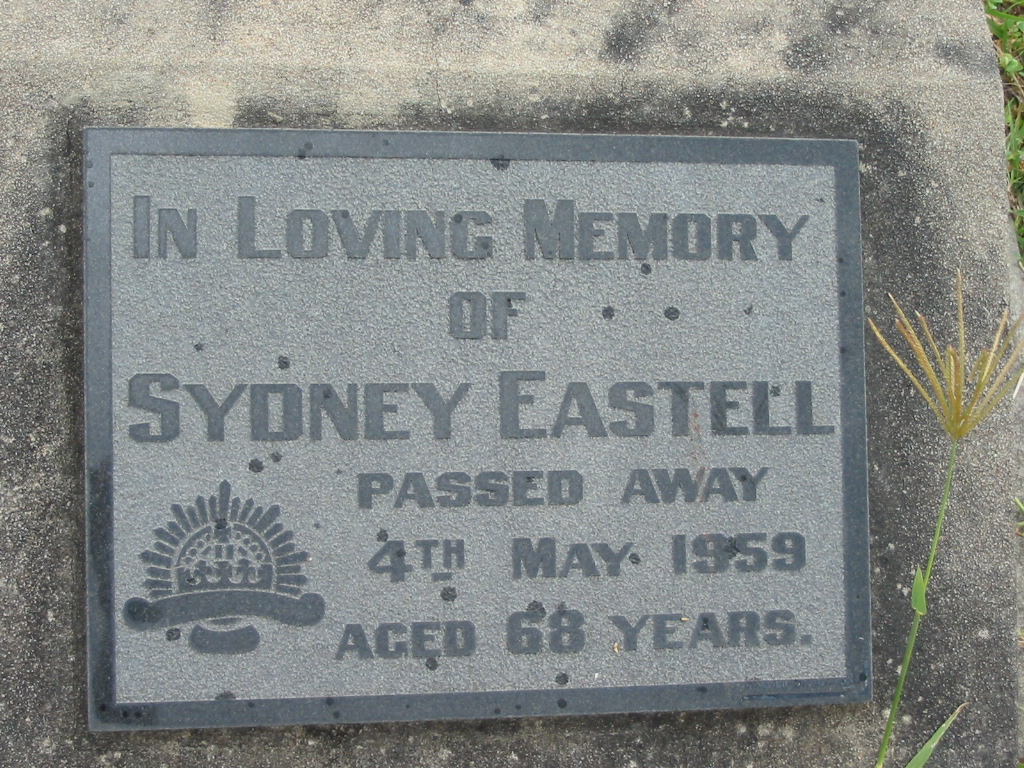 IN LOVING MEMORY
OF
SYDNEY EASTELL
PASSED AWAY
4TH MAY 1959
AGED 68 YEARS.